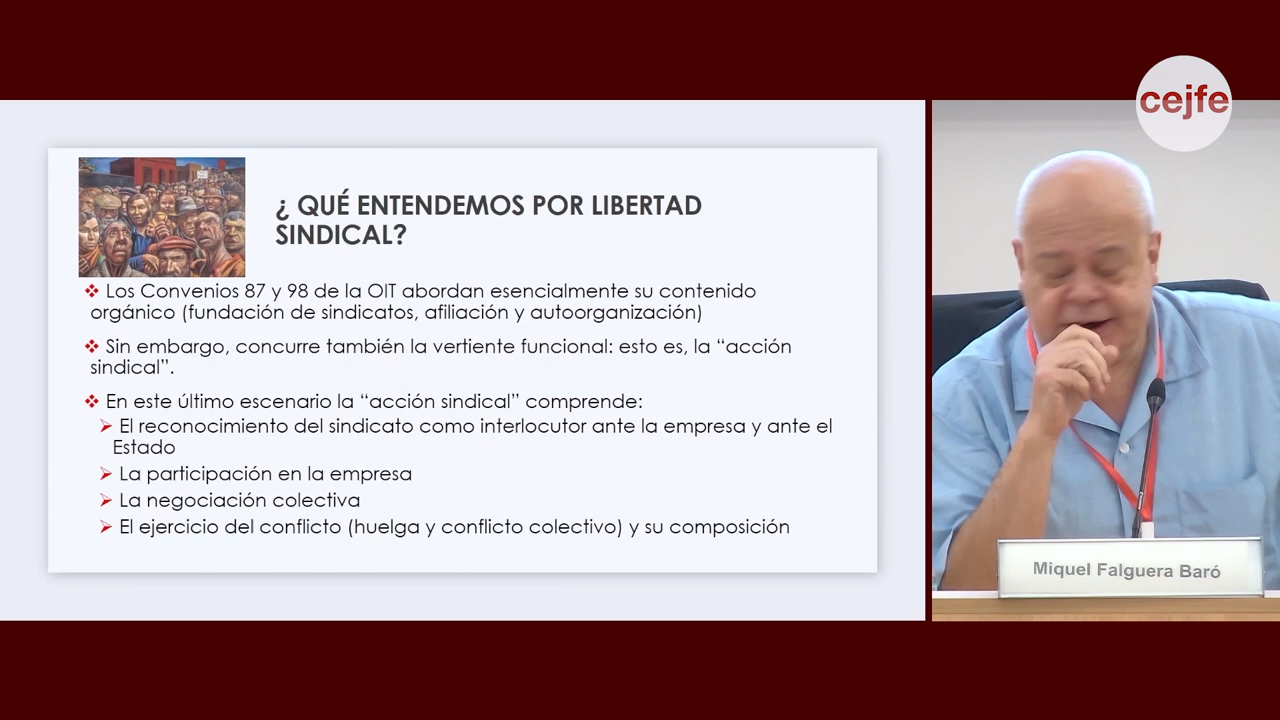 cejfe
¿ QUÉ ENTENDEMOS POR LIBERTAD
SINDICAL?
❖ Los Convenios 87 y 98 de la OIT abordan esencialmente su contenido
orgánico (fundación de sindicatos, afiliación y autoorganización)
❖ Sin embargo, concurre también la vertiente funcional: esto es, la “acción
sindical”.
❖ En este último escenario la “acción sindical” comprende:
➢ El reconocimiento del sindicato como interlocutor ante la empresa y ante el
Estado
➢ La participación en la empresa
➢ La negociación colectiva
➢ El ejercicio del conflicto (huelga y conflicto colectivo) y su composición
Miquel Falguera Baró